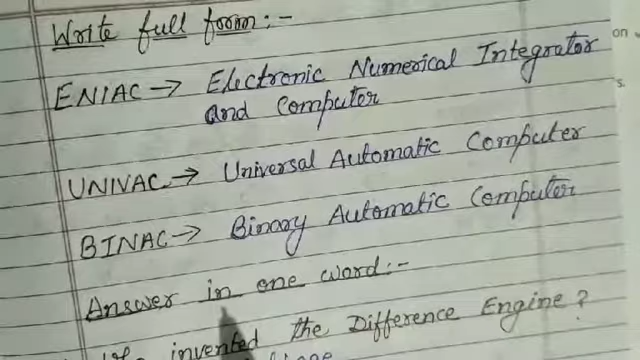 Write full form:-
ENIAC → Electronic Numerical Integrator
and Computer
UNIVAC → Universal Automatic Computer
BINAC → Binary Automatic Computer
Answer in one word:-
invented the Difference Engine?
on
s.